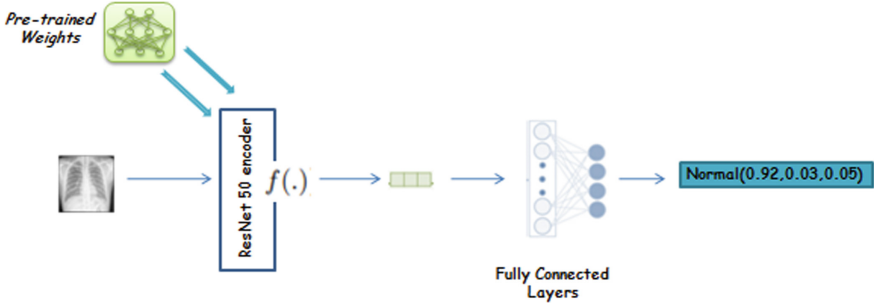 Pre-trained
Weights
ResNet 50 encoder
f(.)
Normal(0.92,0.03,0.05)
Fully Connected
Layers